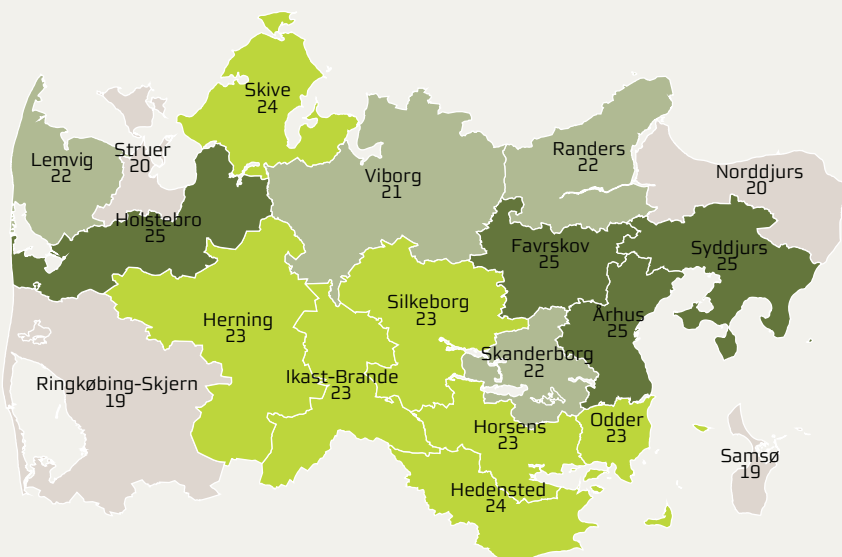 Skive
24
Struer
20
Lemvig
22
Randers
22
Viborg
21
Norddjurs
20
Holstebro
25
Favrskov
25
Syddjurs
25
Silkeborg
23
Århus
25
Herning
23
Skanderborg
22
Ikast-Brande
23
Ringkøbing-Skjern
19
Horsens
23
Odder
23
Samsø
19
Hedensted
24